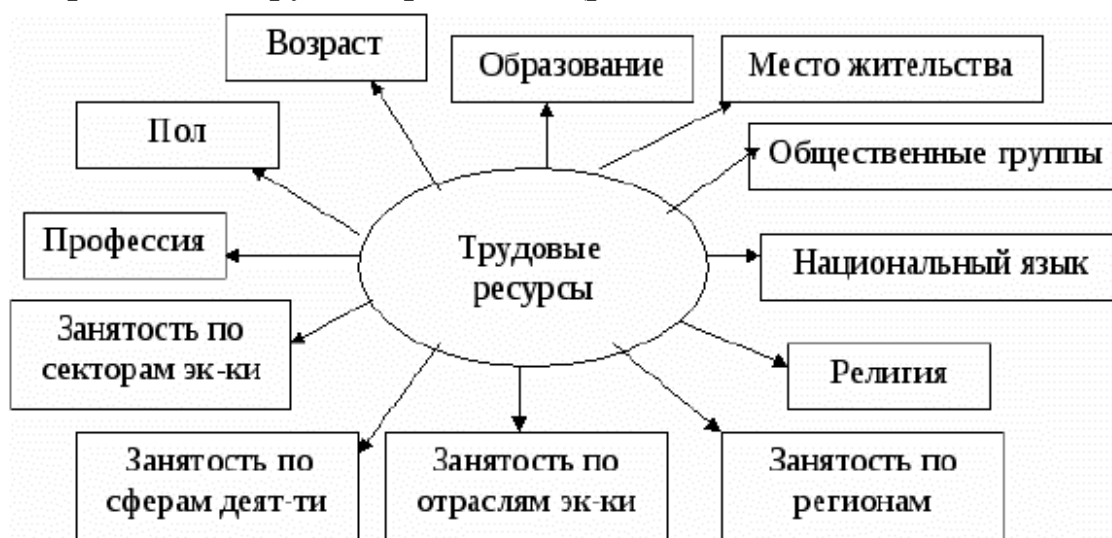 Возраст
Образование
Место жительства
Пол
Общественные группы
Профессия
Трудовые
ресурсы
Национальный язык
Занятость по
секторам эк-ки
Религия
Занятость по
сферам деят-ти
Занятость по
отраслям эк-ки
Занятость по
регионам